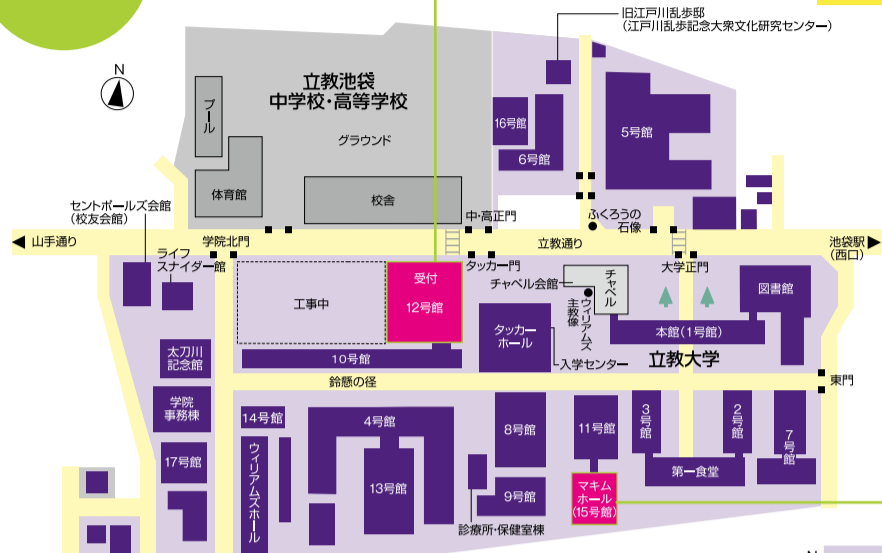 旧江戸川乱歩邸
(江戸川乱歩記念大衆文化研究センター)
N
立教池袋
中学校・高等学校
プール
グラウンド
16号館
6号館
5号館
体育館
校舎
セントポールズ会館
(校友会館)
中・高正門
ふくろうの
石像
山手通り
学院北門
立教通り
池袋駅
(西口)
ライフ
スナイダー館
タッカー門
大学正門
チャペル会館
チャペル
受付
12号館
工事中
ウィリアムズ
主教像
図書館
タッカー
ホール
本館(1号館)
太刀川
記念館
10号館
入学センター
立教大学
鈴懸の径
東門
学院
事務棟
14号館
4号館
8号館
11号館
3号館
2号館
7号館
17号館
ウィリアムズホール
13号館
9号館
マキム
ホール
(15号館)
第一食堂
診療所・保健室棟
N